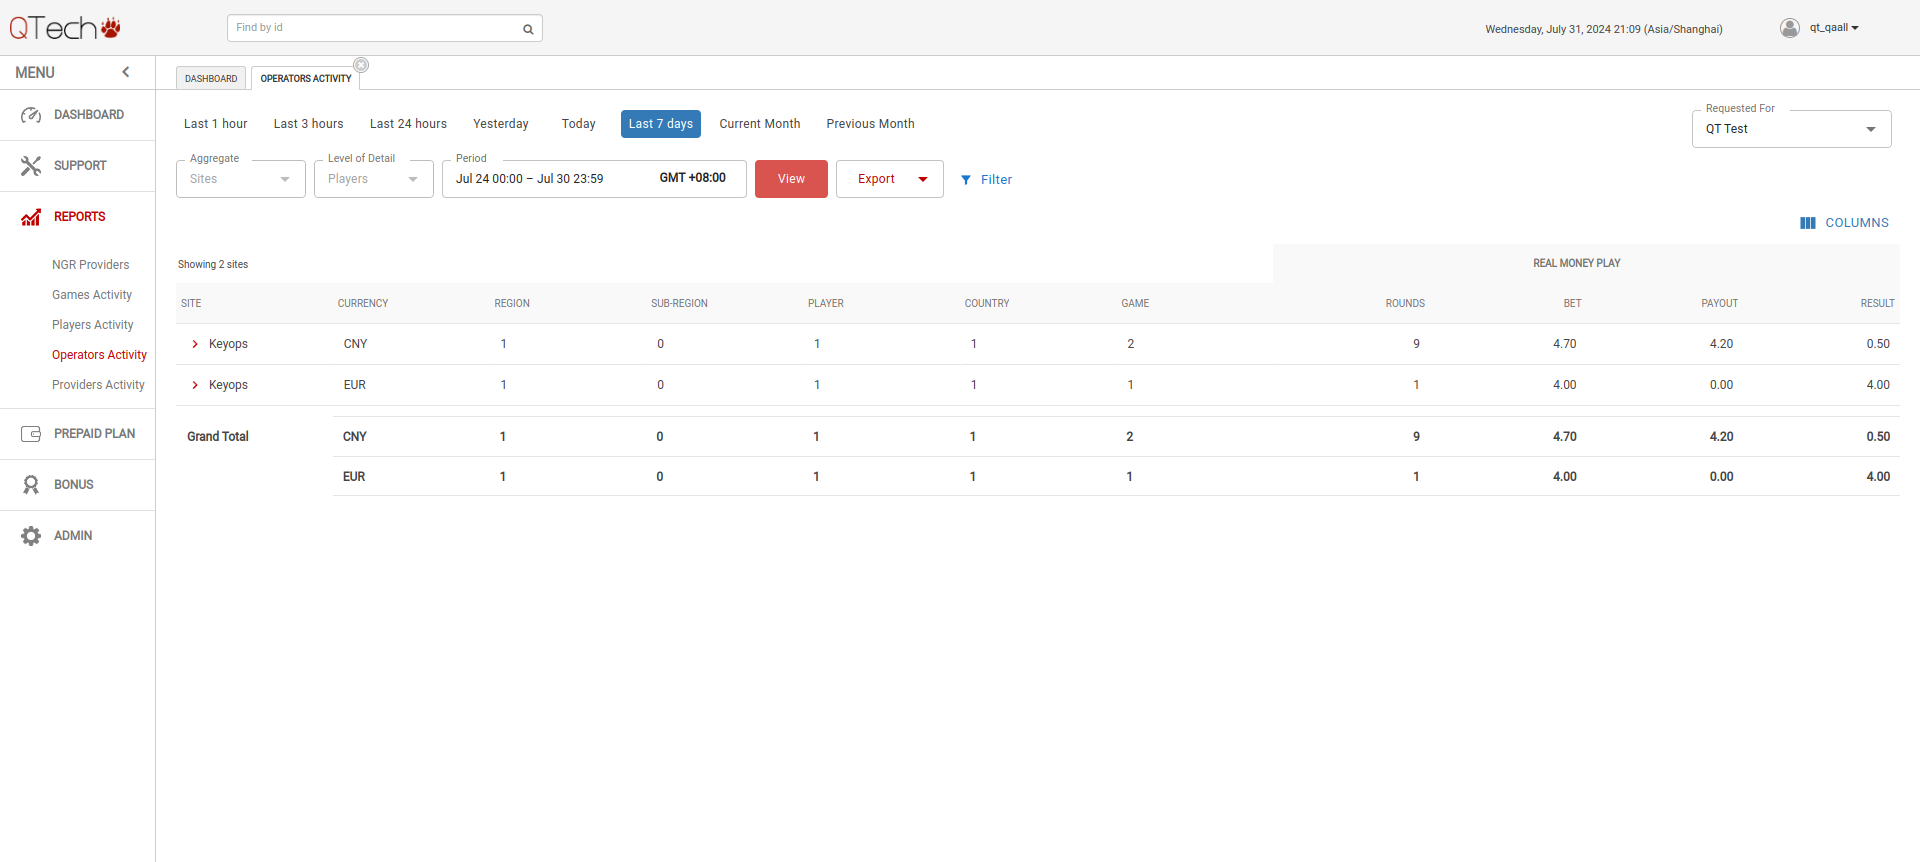 QTech
Find by id
Wednesday, July 31, 2024 21:09 (Asia/Shanghai)
qt_qaall
MENU
DASHBOARD
OPERATORS ACTIVITY
DASHBOARD
SUPPORT
REPORTS
NGR Providers
Games Activity
Players Activity
Operators Activity
Providers Activity
PREPAID PLAN
BONUS
ADMIN
Last 1 hour Last 3 hours Last 24 hours Yesterday Today Last 7 days Current Month Previous Month
Requested For
QT Test
Aggregate
Sites
Level of Detail
Players
Period
Jul 24 00:00 – Jul 30 23:59 GMT +08:00
View
Export
Filter
COLUMNS
Showing 2 sites
REAL MONEY PLAY
SITE CURRENCY REGION SUB-REGION PLAYER COUNTRY GAME ROUNDS BET PAYOUT RESULT
Keyops CNY 1 0 1 1 2 9 4.70 4.20 0.50
Keyops EUR 1 0 1 1 1 1 4.00 0.00 4.00
Grand Total CNY 1 0 1 1 2 9 4.70 4.20 0.50
EUR 1 0 1 1 1 1 4.00 0.00 4.00